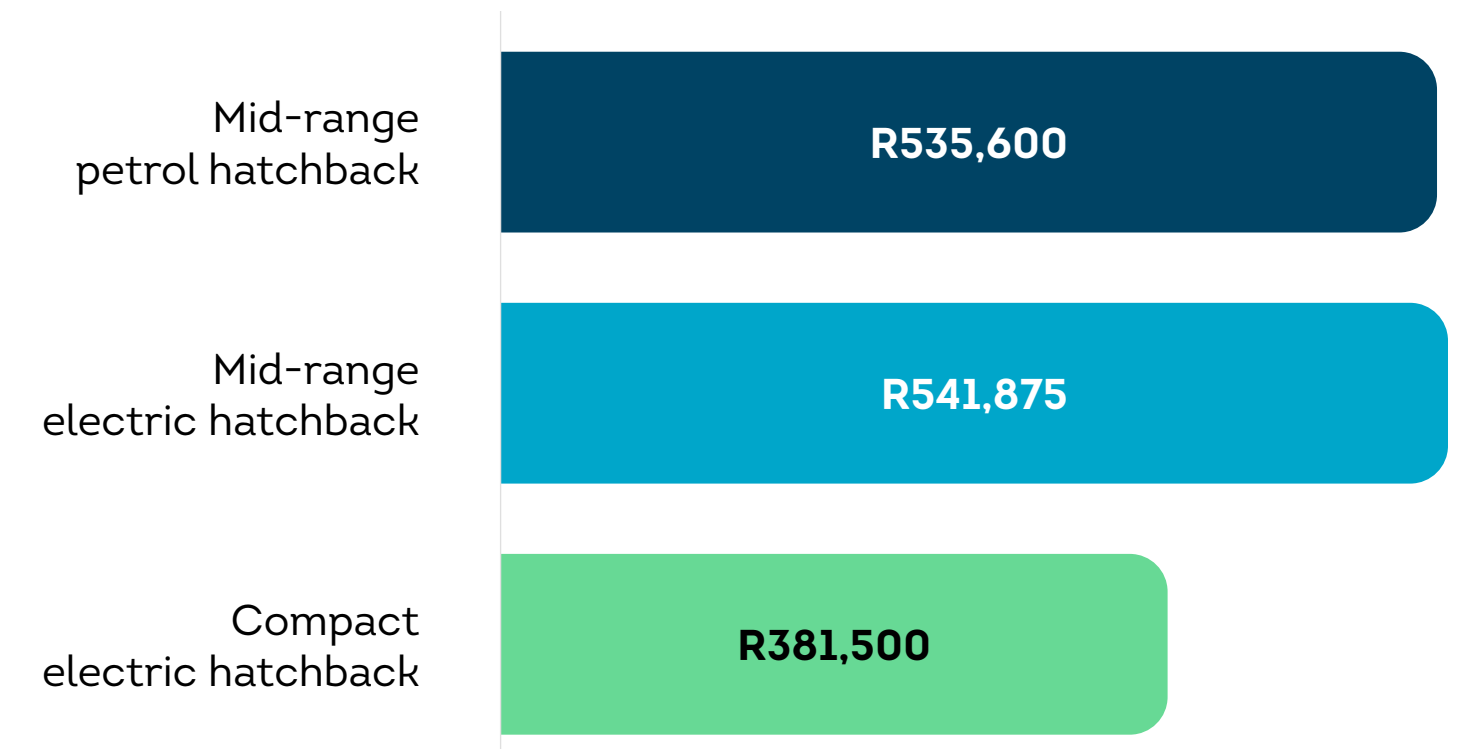 Mid-range
petrol hatchback
R535,600
Mid-range
electric hatchback
R541,875
Compact
electric hatchback
R381,500